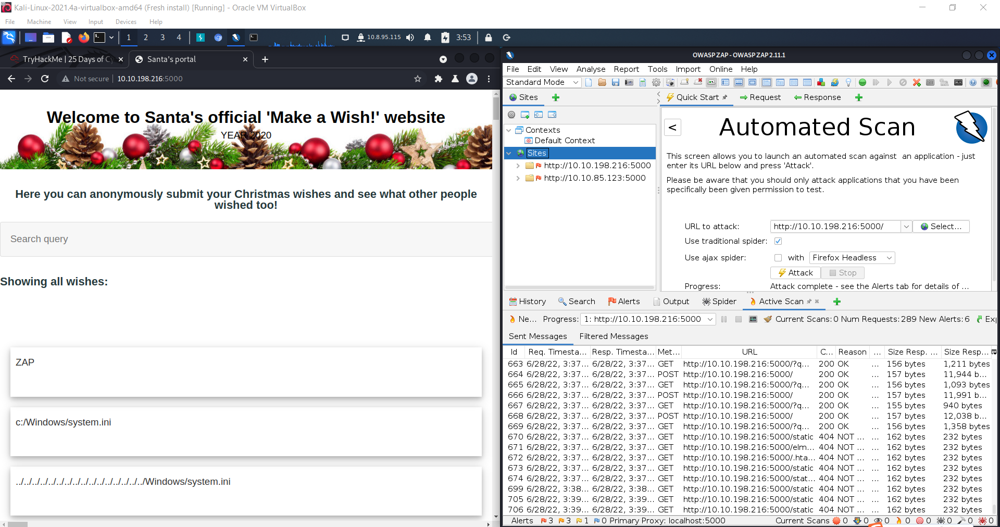 Kali-Linux-2021.4a-virtualbox-amd64 (Fresh install) [Running] - Oracle VM VirtualBox
File Machine View Input Devices Help
1 2 3 4 10.8.95.115 3:53
TryHackMe | 25 Days of Cy
Santa's portal
Not secure 10.10.198.216:5000
Welcome to Santa's official 'Make a Wish!' website
YEAR 2020
Here you can anonymously submit your Christmas wishes and see what other people
wished too!
Search query
Showing all wishes:
ZAP
c:/Windows/system.ini
../../../../../../../../../../../../../../../../Windows/system.ini
OWASP ZAP - OWASP ZAP 2.11.1
File Edit View Analyse Report Tools Import Online Help
Standard Mode
Sites
Quick Start Request Response
Contexts
Default Context
Sites
http://10.10.198.216:5000
http://10.10.85.123:5000
<
Automated Scan
This screen allows you to launch an automated scan against an application - just
enter its URL below and press 'Attack'.
Please be aware that you should only attack applications that you have been
specifically been given permission to test.
URL to attack: http://10.10.198.216:5000/ Select...
Use traditional spider:
Use ajax spider: with Firefox Headless
Attack Stop
Progress: Attack complete - see the Alerts tab for details of ...
History Search Alerts Output Spider Active Scan
Ne... Progress: 1: http://10.10.198.216:5000 Current Scans: 0 Num Requests: 289 New Alerts: 6 Exp
Sent Messages Filtered Messages
Id Req. Timesta... Resp. Timesta... Met... URL C... Reason ... Size Resp. ... Size Resp...
663 6/28/22, 3:37... 6/28/22, 3:37... GET http://10.10.198.216:5000/?q... 200 OK ... 156 bytes 1,211 bytes
664 6/28/22, 3:37... 6/28/22, 3:37... POST http://10.10.198.216:5000/ 200 OK ... 157 bytes 11,944 b...
665 6/28/22, 3:37... 6/28/22, 3:37... GET http://10.10.198.216:5000/?q... 200 OK ... 156 bytes 1,093 bytes
666 6/28/22, 3:37... 6/28/22, 3:37... POST http://10.10.198.216:5000/ 200 OK ... 157 bytes 11,991 b...
667 6/28/22, 3:37... 6/28/22, 3:37... GET http://10.10.198.216:5000/?q... 200 OK ... 155 bytes 940 bytes
668 6/28/22, 3:37... 6/28/22, 3:37... POST http://10.10.198.216:5000/ 200 OK ... 157 bytes 12,038 b...
669 6/28/22, 3:37... 6/28/22, 3:37... GET http://10.10.198.216:5000/?q... 200 OK ... 156 bytes 1,358 bytes
670 6/28/22, 3:37... 6/28/22, 3:37... GET http://10.10.198.216:5000/static 404 NOT ... ... 162 bytes 232 bytes
671 6/28/22, 3:37... 6/28/22, 3:37... GET http://10.10.198.216:5000/elm... 404 NOT ... ... 162 bytes 232 bytes
672 6/28/22, 3:37... 6/28/22, 3:37... GET http://10.10.198.216:5000/.hta... 404 NOT ... ... 162 bytes 232 bytes
673 6/28/22, 3:37... 6/28/22, 3:37... GET http://10.10.198.216:5000/static 404 NOT ... ... 162 bytes 232 bytes
674 6/28/22, 3:37... 6/28/22, 3:37... GET http://10.10.198.216:5000/stat... 404 NOT ... ... 162 bytes 232 bytes
699 6/28/22, 3:38... 6/28/22, 3:38... GET http://10.10.198.216:5000/static 404 NOT ... ... 162 bytes 232 bytes
705 6/28/22, 3:39... 6/28/22, 3:39... GET http://10.10.198.216:5000/static 404 NOT ... ... 162 bytes 232 bytes
706 6/28/22, 3:39... 6/28/22, 3:39... GET http://10.10.198.216:5000/static 404 NOT ... ... 162 bytes 232 bytes
Alerts 3 3 1 0 Primary Proxy: localhost:5000 Current Scans 0 0 0 0 0 0 0 0